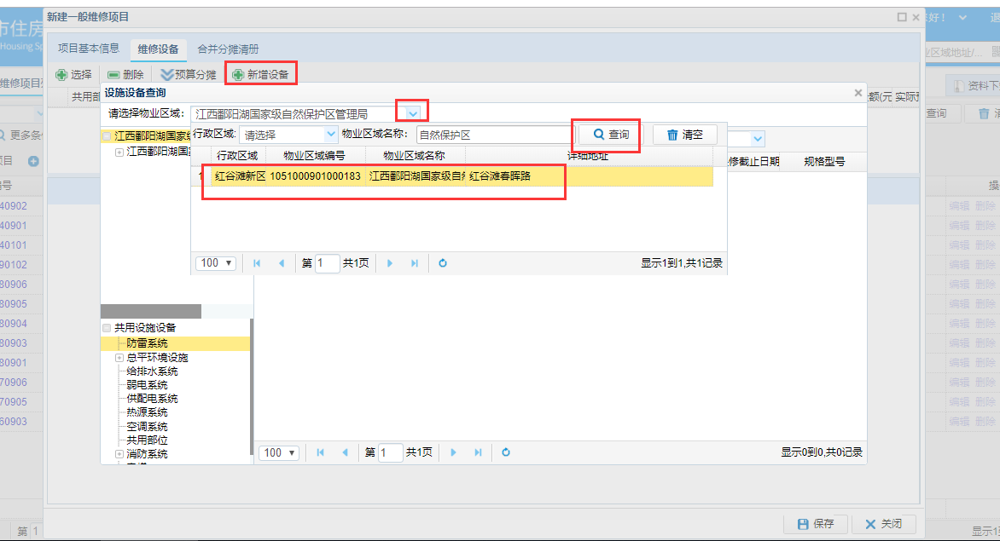 新建一般维修项目
市住房
Housing Sp
您好！
项目基本信息 维修设备 合并分摊清册
选择 删除 预算分摊 新增设备
维修项目列
共用部
额(元 实际预
资料下
设施设备查询
请选择物业区域： 江西鄱阳湖国家级自然保护区管理局
更多条件
查询
江西鄱阳湖国家级
江西鄱阳湖国家
行政区域: 请选择 物业区域名称: 自然保护区 查询 清空
行政区域 物业区域编号 物业区域名称 详细地址
1 红谷滩新区 1051000901000183 江西鄱阳湖国家级自然 红谷滩春晖路
修截止日期 规格型号
项目
编号
操
40902 编辑 删除
40901 编辑 删除
40101 编辑 删除
90102 编辑 删除
80906 编辑 删除
80905 编辑 删除
80904 编辑 删除
80903 编辑 删除
80901 编辑 删除
70906 编辑 删除
70905 编辑 删除
60903 编辑 删除
100 第 1 共1页 显示1到1,共1记录
共用设施设备
防雷系统
总平环境设施
给排水系统
弱电系统
供配电系统
热源系统
空调系统
共用部位
消防系统
100 第 1 共1页 显示0到0,共0记录
保存 关闭
第 1
显示1到